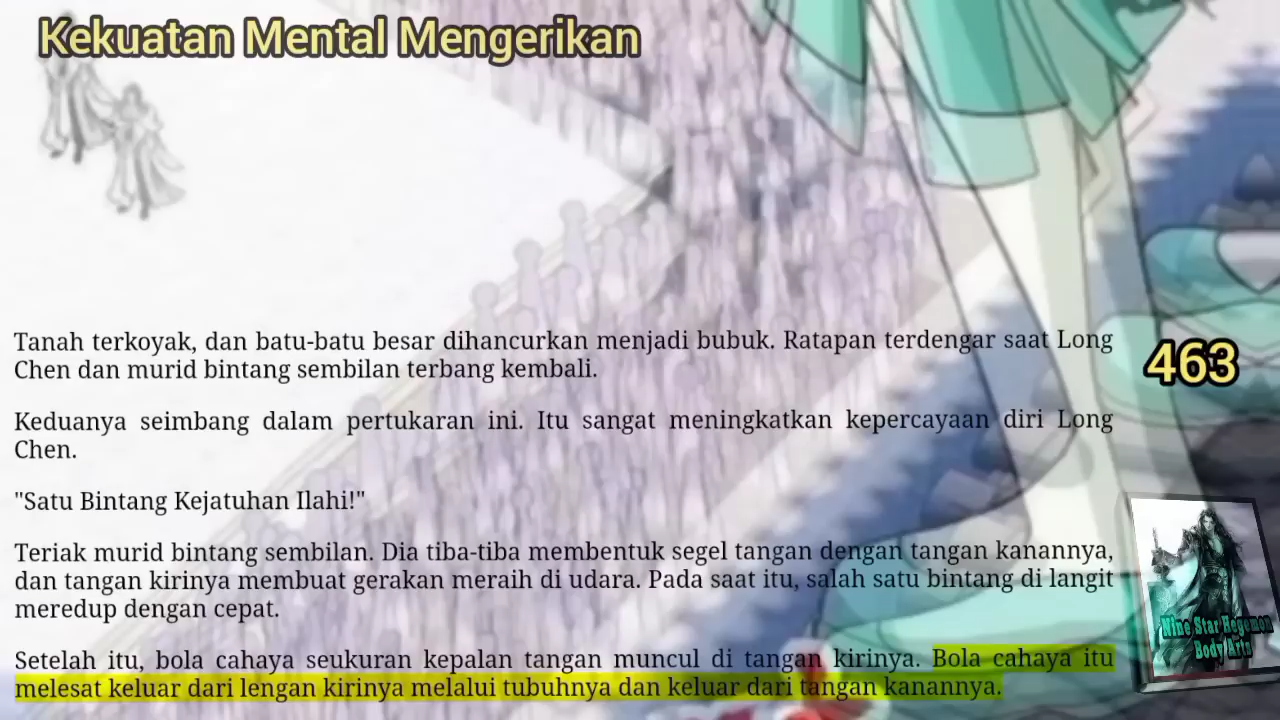 Kekuatan Mental Mengerikan
Tanah terkoyak, dan batu-batu besar dihancurkan menjadi bubuk. Ratapan terdengar saat Long
Chen dan murid bintang sembilan terbang kembali.
Keduanya seimbang dalam pertukaran ini. Itu sangat meningkatkan kepercayaan diri Long
Chen.
"Satu Bintang Kejatuhan Ilahi!"
Teriak murid bintang sembilan. Dia tiba-tiba membentuk segel tangan dengan tangan kanannya,
dan tangan kirinya membuat gerakan meraih di udara. Pada saat itu, salah satu bintang di langit
meredup dengan cepat.
Setelah itu, bola cahaya seukuran kepalan tangan muncul di tangan kirinya. Bola cahaya itu
melesat keluar dari lengan kirinya melalui tubuhnya dan keluar dari tangan kanannya.
463
Nine Star Hegemon
Body Arts